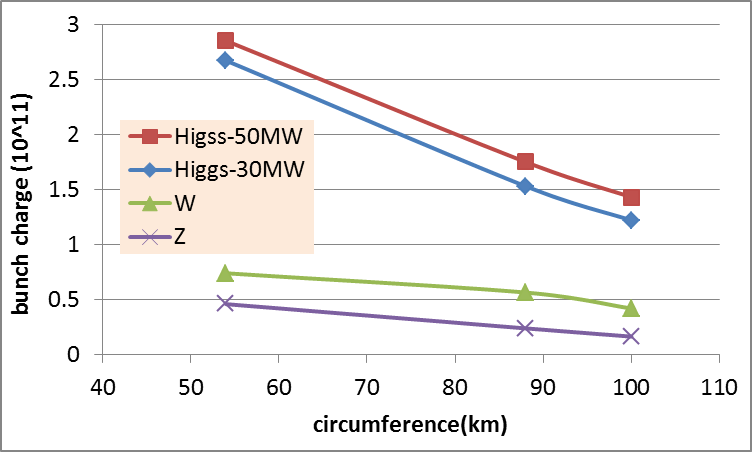 3
2.5
2
1.5
1
0.5
0
bunch charge (10^11)
Higss-50MW
Higgs-30MW
W
Z
40 50 60 70 80 90 100 110
circumference(km)